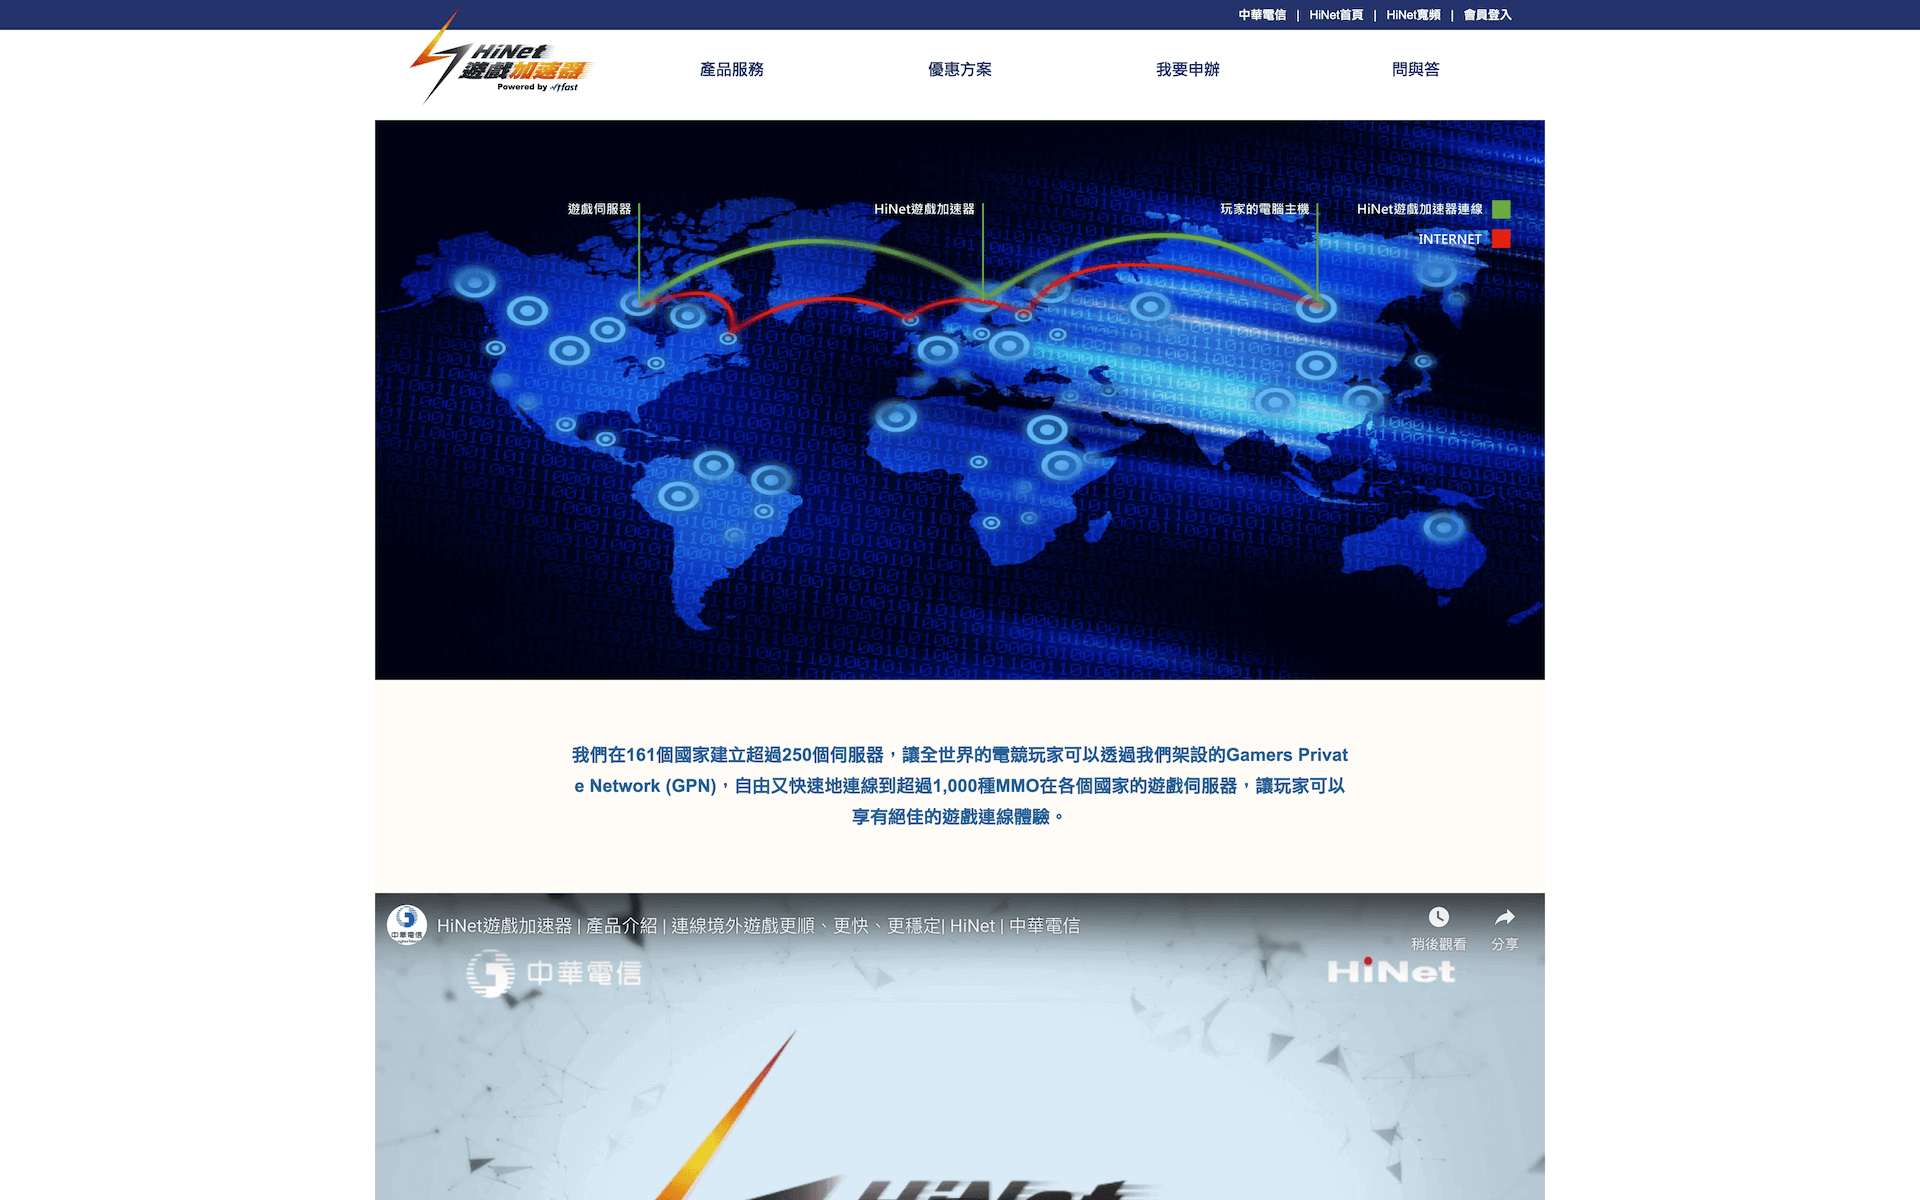 中華電信 | HiNet首頁 | HiNet寬頻 | 會員登入
HiNet
遊戲加速器
Powered by wtfast
產品服務
優惠方案
我要申辦
問與答
遊戲伺服器
HiNet遊戲加速器
玩家的電腦主機
HiNet遊戲加速器連線
INTERNET
我們在161個國家建立超過250個伺服器，讓全世界的電競玩家可以透過我們架設的Gamers Privat
e Network (GPN)，自由又快速地連線到超過1,000種MMO在各個國家的遊戲伺服器，讓玩家可以
享有絕佳的遊戲連線體驗。
中華電信
HiNet遊戲加速器 | 產品介紹 | 連線境外遊戲更順、更快、更穩定| HiNet | 中華電信
稍後觀看
分享
中華電信
HiNet
HiNet